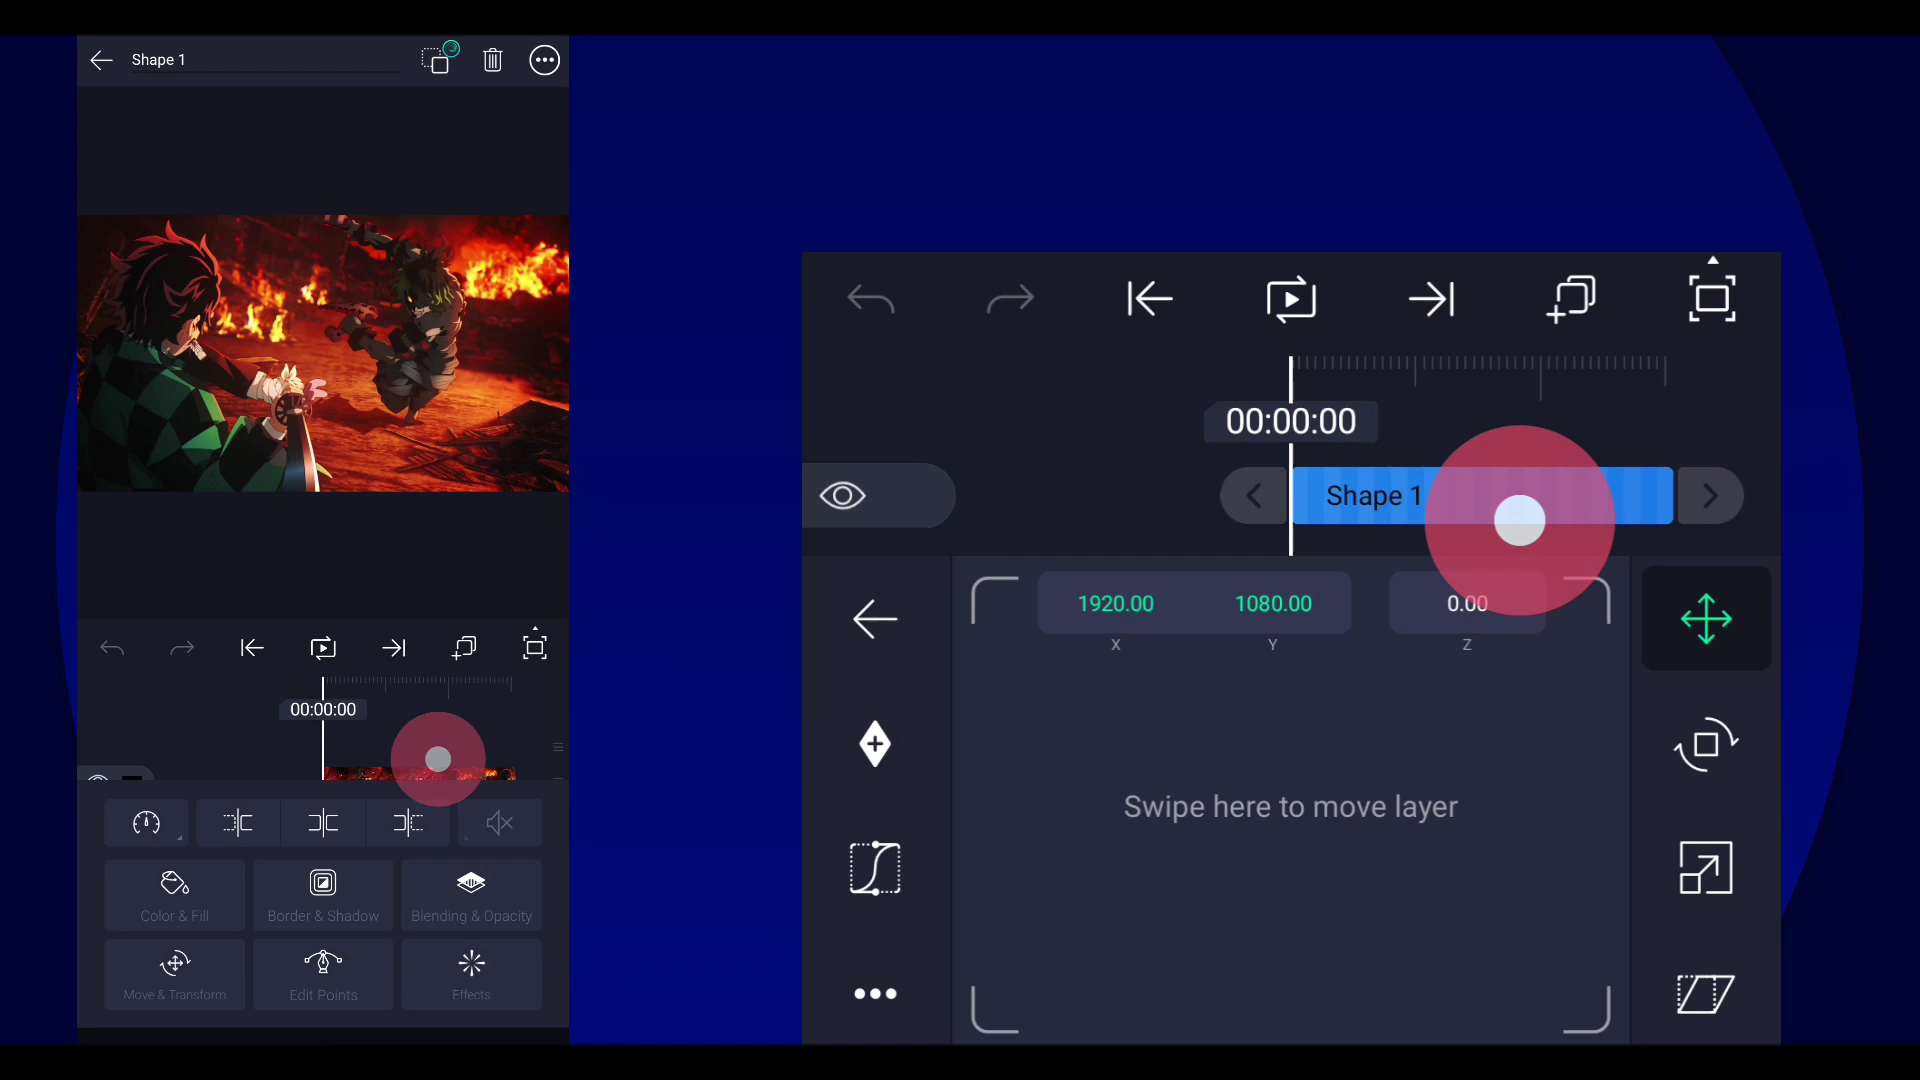 Shape 1
00:00:00
Color & Fill
Border & Shadow
Blending & Opacity
Move & Transform
Edit Points
Effects
00:00:00
Shape 1
1920.00
1080.00
0.00
X
Y
Z
Swipe here to move layer